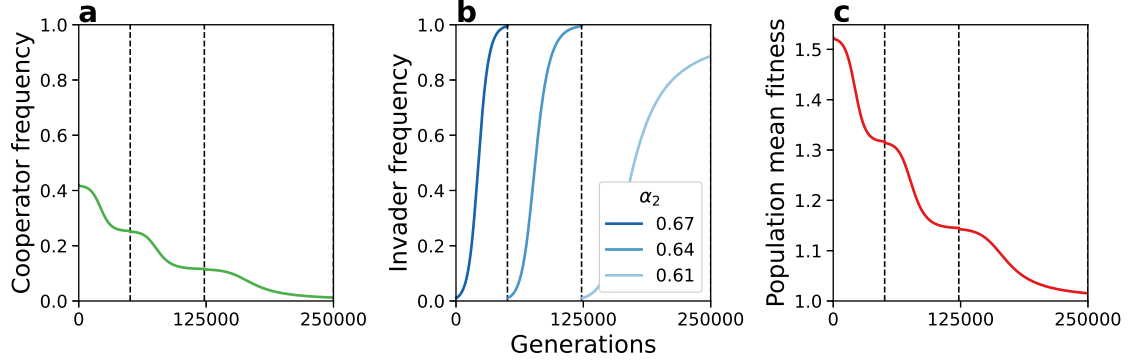 a
Cooperator frequency
1.0
0.8
0.6
0.4
0.2
0.0
0 125000 250000
b
Invader frequency
1.0
0.8
0.6
0.4
0.2
0.0
α2
0.67
0.64
0.61
0 125000 250000
Generations
c
Population mean fitness
1.5
1.4
1.3
1.2
1.1
1.0
0 125000 250000